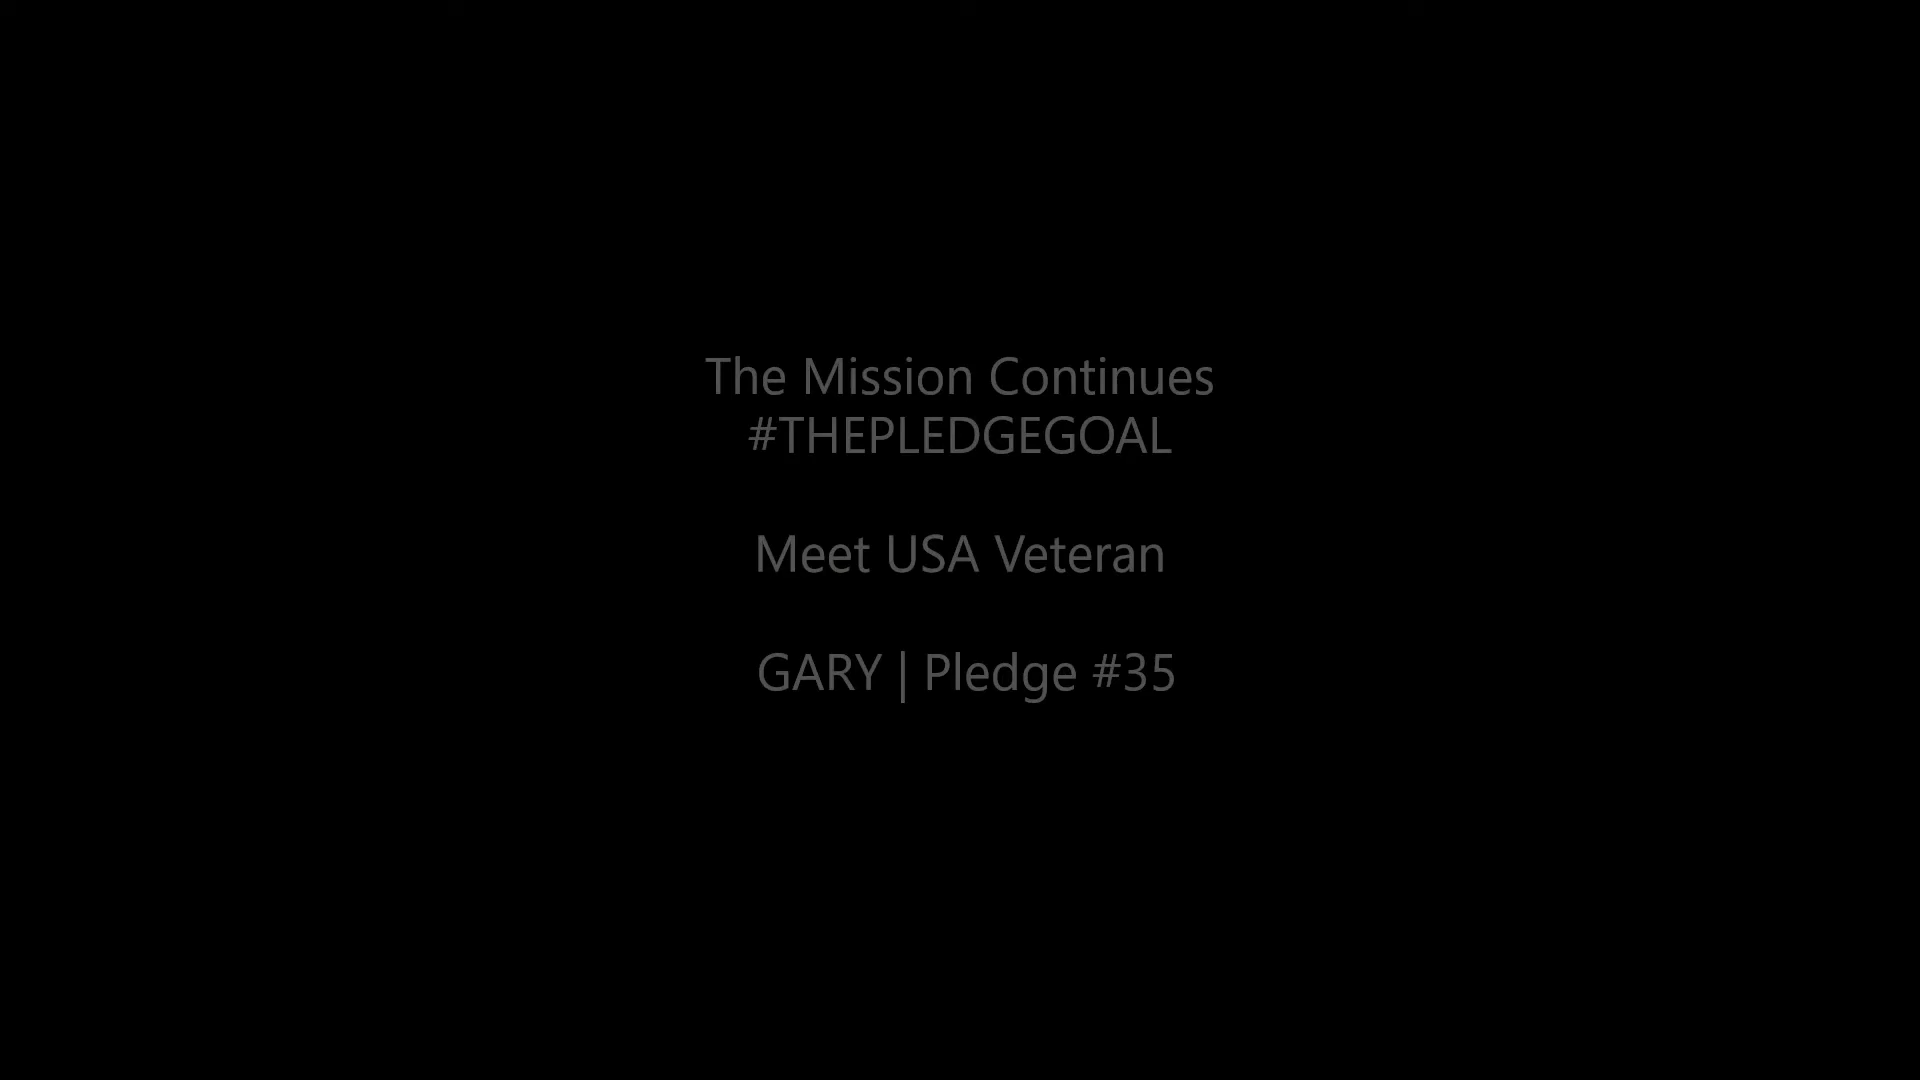 The Mission Continues
#THEPLEDGEGOAL
Meet USA Veteran
GARY | Pledge #35